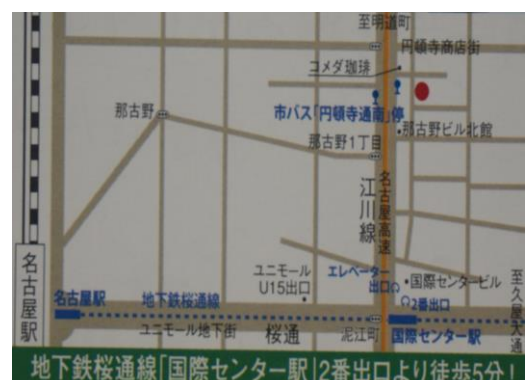 至明道町
円頓寺商店街
コメダ珈琲
市バス「円頓寺通南」停
那古野
那古野ビル北館
那古野1丁目
江川線
名古屋高速
名古屋駅
ユニモール
U15出口
エレベーター
出口
国際センタービル
2番出口
至久屋大通
名古屋駅
地下鉄桜通線
ユニモール地下街
桜通
泥江町
国際センター駅
地下鉄桜通線「国際センター駅」2番出口より徒歩5分!